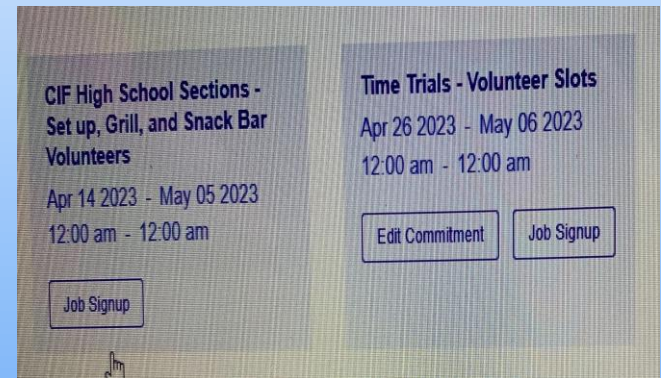 CIF High School Sections -
Set up, Grill, and Snack Bar
Volunteers
Apr 14 2023 - May 05 2023
12:00 am - 12:00 am
Job Signup
Time Trials - Volunteer Slots
Apr 26 2023 - May 06 2023
12:00 am - 12:00 am
Edit Commitment
Job Signup